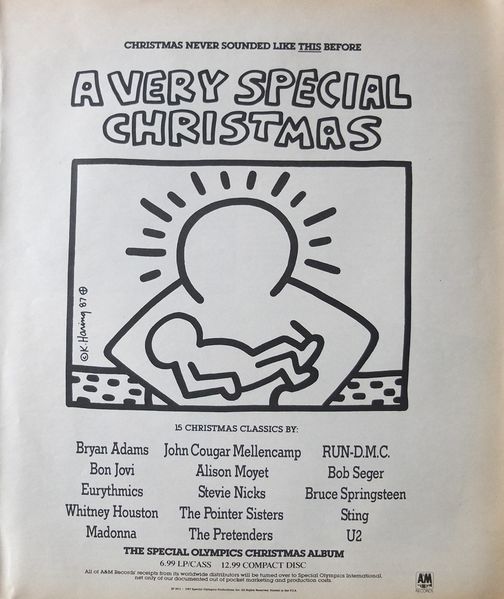 CHRISTMAS NEVER SOUNDED LIKE THIS BEFORE
A VERY SPECIAL
CHRISTMAS
© K. Haring 87 ⊕
15 CHRISTMAS CLASSICS BY:
Bryan Adams John Cougar Mellencamp RUN-D.M.C.
Bon Jovi Alison Moyet Bob Seger
Eurythmics Stevie Nicks Bruce Springsteen
Whitney Houston The Pointer Sisters Sting
Madonna The Pretenders U2
THE SPECIAL OLYMPICS CHRISTMAS ALBUM
6.99 LP/CASS 12.99 COMPACT DISC
All of A&M Records' receipts from its worldwide distributors will be turned over to Special Olympics International,
net only of our documented out of pocket marketing and production costs.
AM
RECORDS